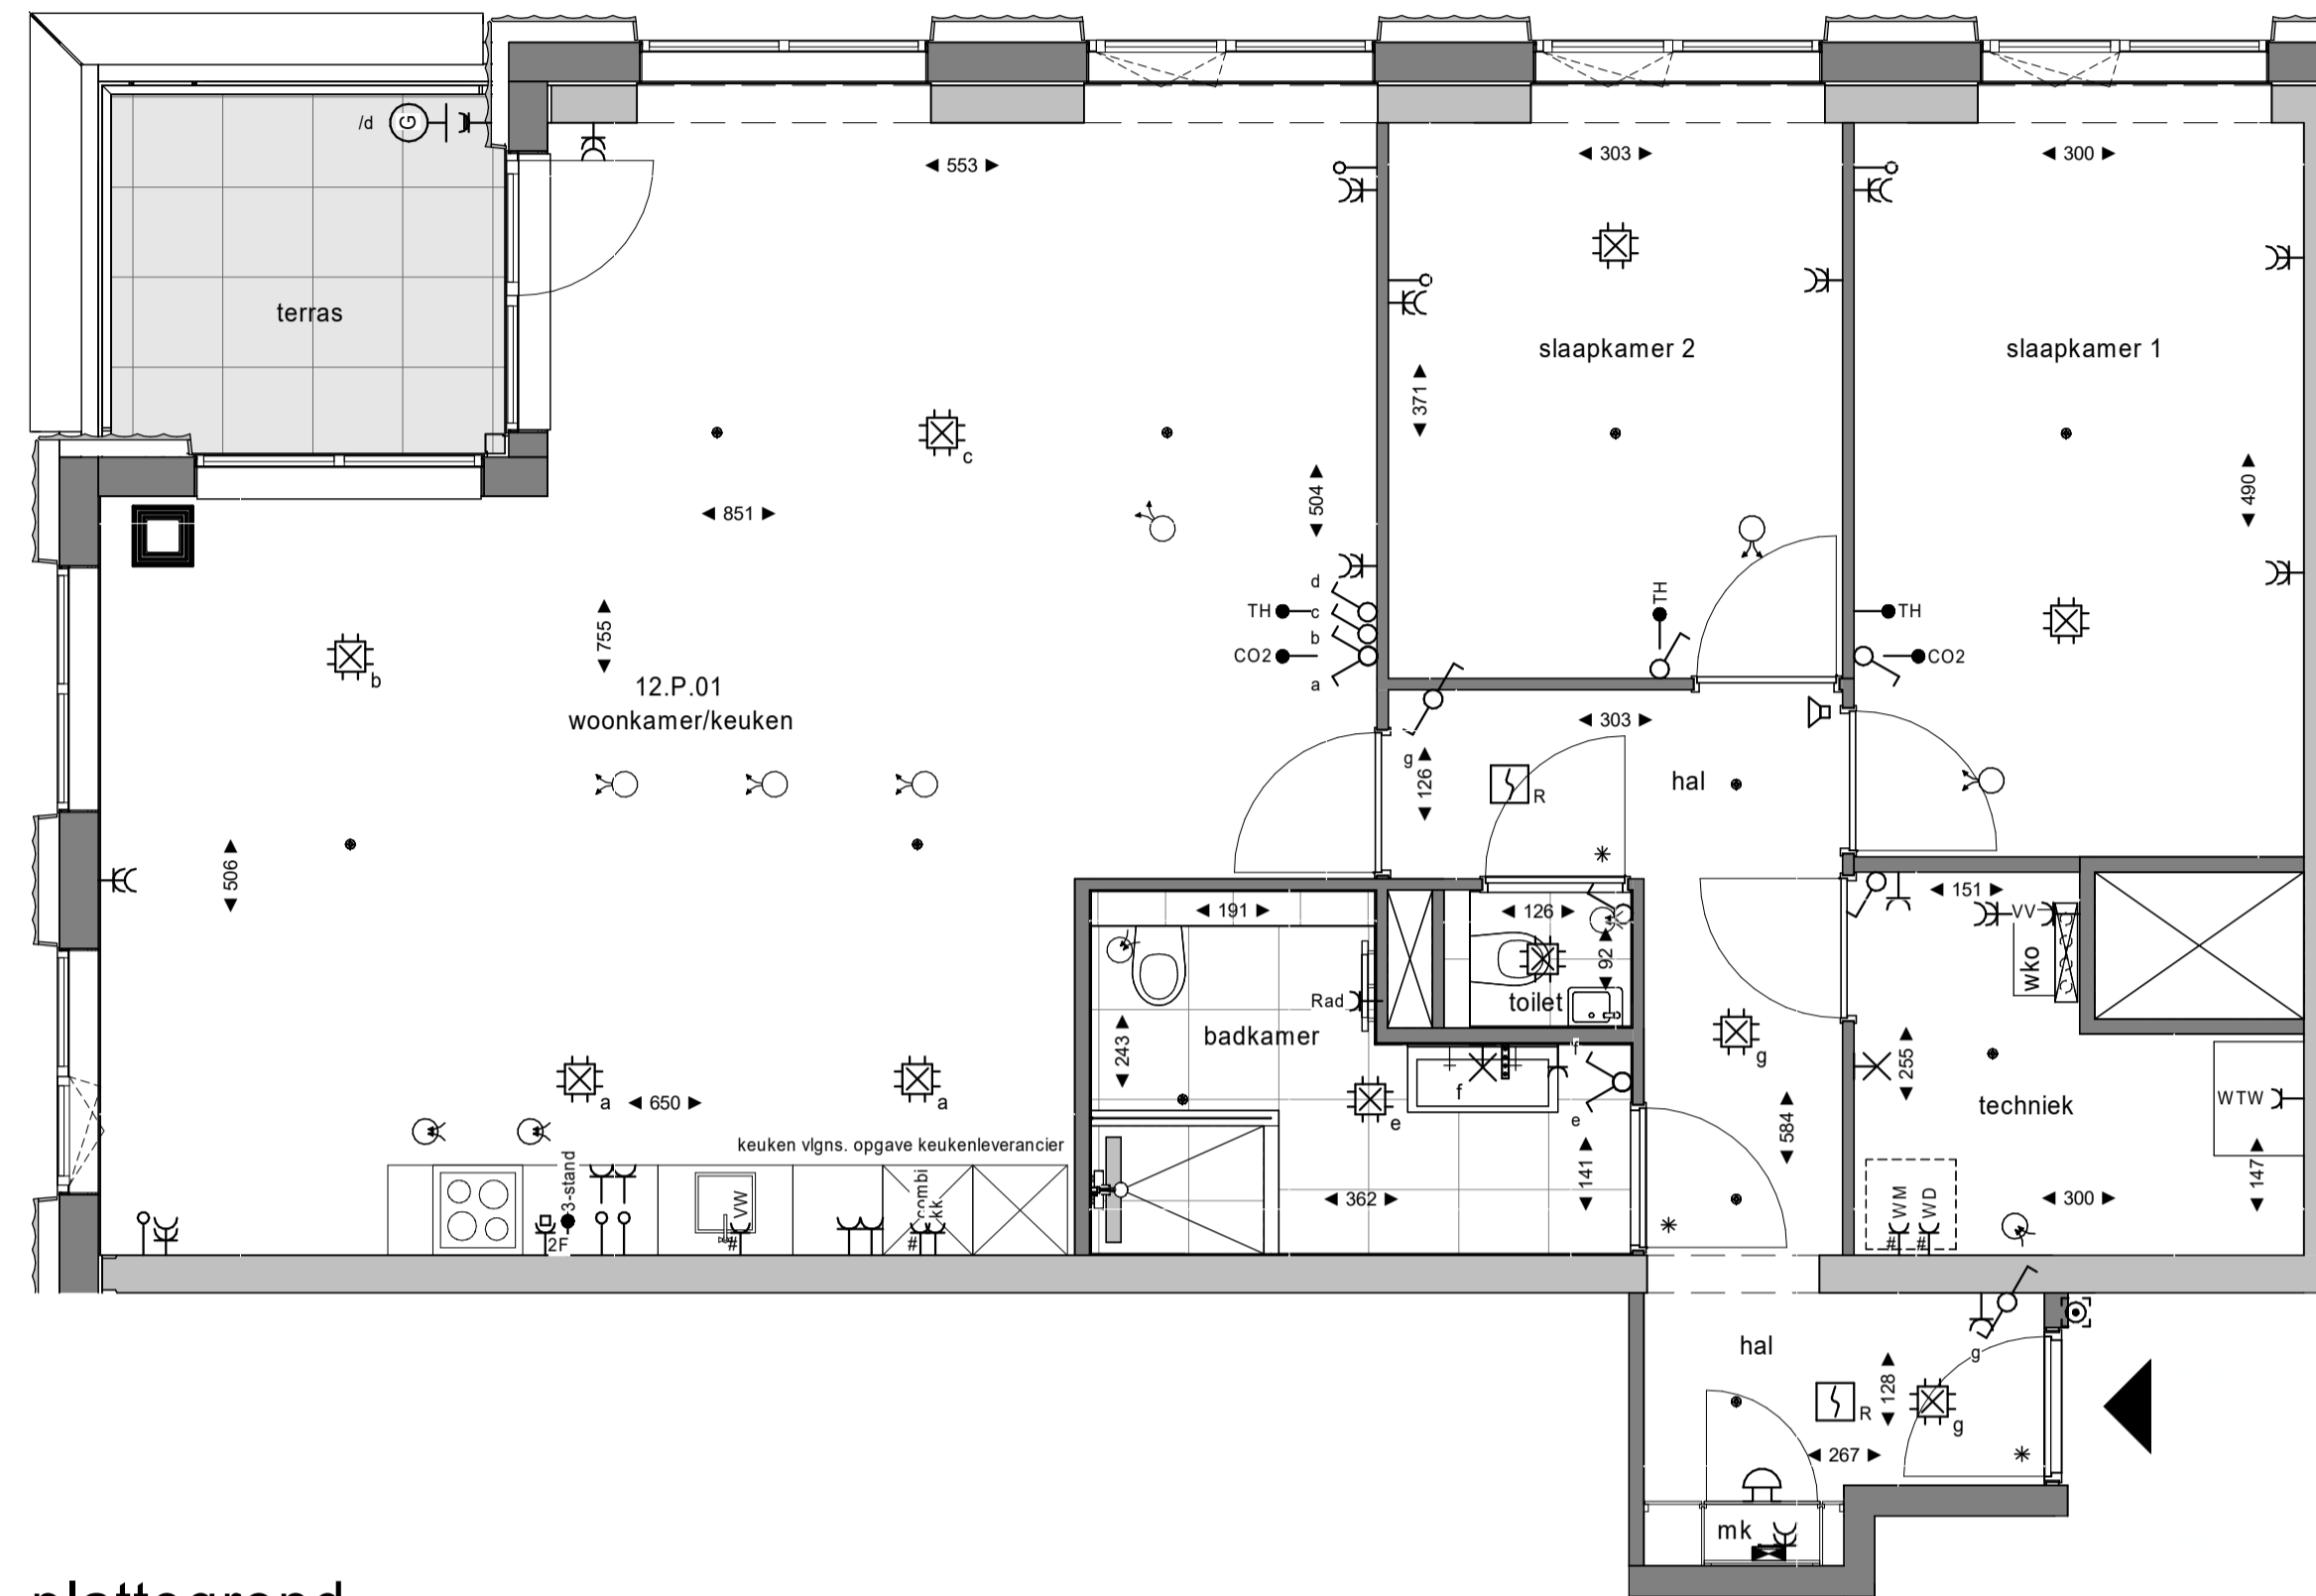 /d
G
terras
◄ 553 ►
◄ 303 ►
◄ 300 ►
slaapkamer 2
slaapkamer 1
◄ 371 ►
c
◄ 504 ►
◄ 490 ►
◄ 851 ►
d
TH
c
b
CO2
a
TH
TH
CO2
b
◄ 755 ►
12.P.01
woonkamer/keuken
◄ 303 ►
g
◄ 126 ►
R
hal
◄ 506 ►
◄ 191 ►
◄ 126 ►
◄ 92 ►
◄ 151 ►
VV
wko
Rad
toilet
badkamer
◄ 243 ►
g
f
f
e
e
◄ 255 ►
techniek
WTW
a
◄ 650 ►
a
◄ 584 ►
keuken vlgns. opgave keukenleverancier
3-stand
2F
VW
#
combi
kk
#
◄ 362 ►
◄ 141 ►
WM
WD
#
#
◄ 300 ►
◄ 147 ►
hal
g
◄ 128 ►
R
g
◄ 267 ►
mk
plattegrond